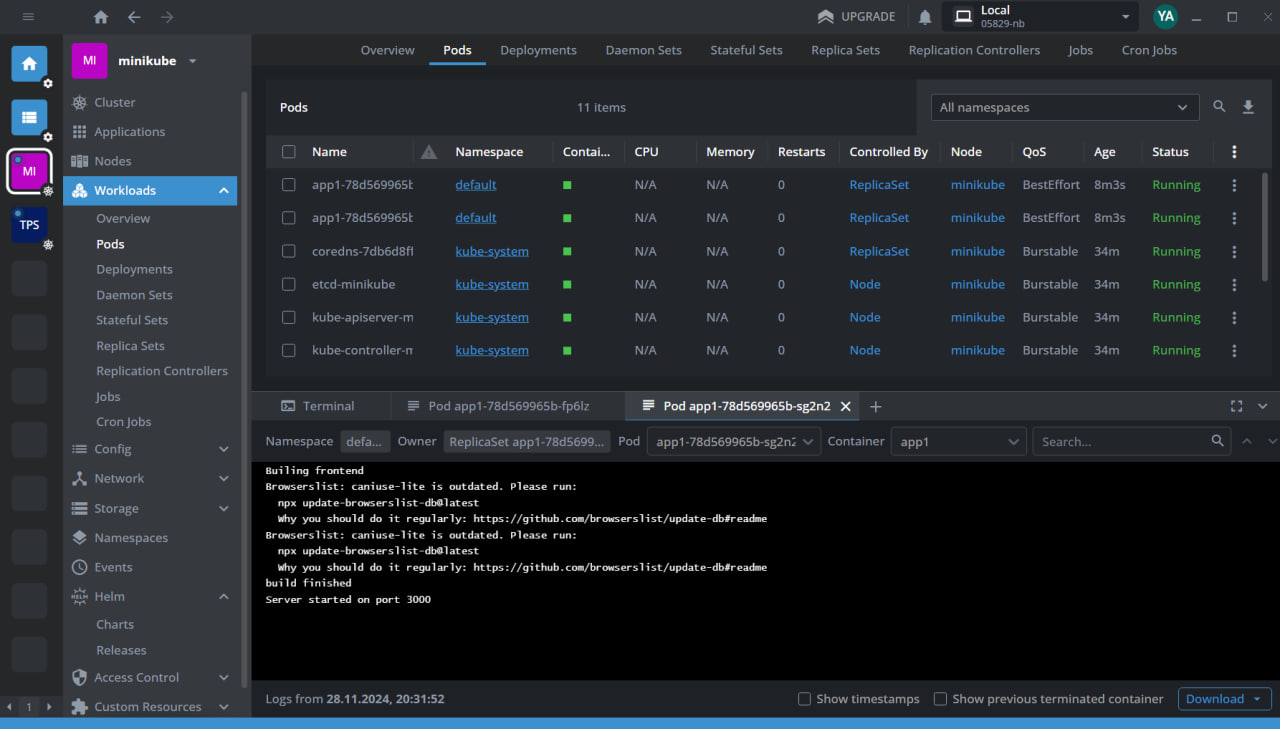 UPGRADE
Local
05829-nb
YA
MI
minikube
Overview
Pods
Deployments
Daemon Sets
Stateful Sets
Replica Sets
Replication Controllers
Jobs
Cron Jobs
MI
TPS
1
Cluster
Applications
Nodes
Workloads
Overview
Pods
Deployments
Daemon Sets
Stateful Sets
Replica Sets
Replication Controllers
Jobs
Cron Jobs
Config
Network
Storage
Namespaces
Events
HELM Helm
Charts
Releases
Access Control
Custom Resources
Pods 11 items All namespaces
Name Namespace Contai... CPU Memory Restarts Controlled By Node QoS Age Status
app1-78d569965b default N/A N/A 0 ReplicaSet minikube BestEffort 8m3s Running
app1-78d569965b default N/A N/A 0 ReplicaSet minikube BestEffort 8m3s Running
coredns-7db6d8ff kube-system N/A N/A 0 ReplicaSet minikube Burstable 34m Running
etcd-minikube kube-system N/A N/A 0 Node minikube Burstable 34m Running
kube-apiserver-m kube-system N/A N/A 0 Node minikube Burstable 34m Running
kube-controller-m kube-system N/A N/A 0 Node minikube Burstable 34m Running
Terminal Pod app1-78d569965b-fp6lz Pod app1-78d569965b-sg2n2
Namespace defa... Owner ReplicaSet app1-78d5699... Pod app1-78d569965b-sg2n2 Container app1 Search...
Builing frontend
Browserslist: caniuse-lite is outdated. Please run:
npx update-browserslist-db@latest
Why you should do it regularly: https://github.com/browserslist/update-db#readme
Browserslist: caniuse-lite is outdated. Please run:
npx update-browserslist-db@latest
Why you should do it regularly: https://github.com/browserslist/update-db#readme
build finished
Server started on port 3000
Logs from 28.11.2024, 20:31:52 Show timestamps Show previous terminated container Download